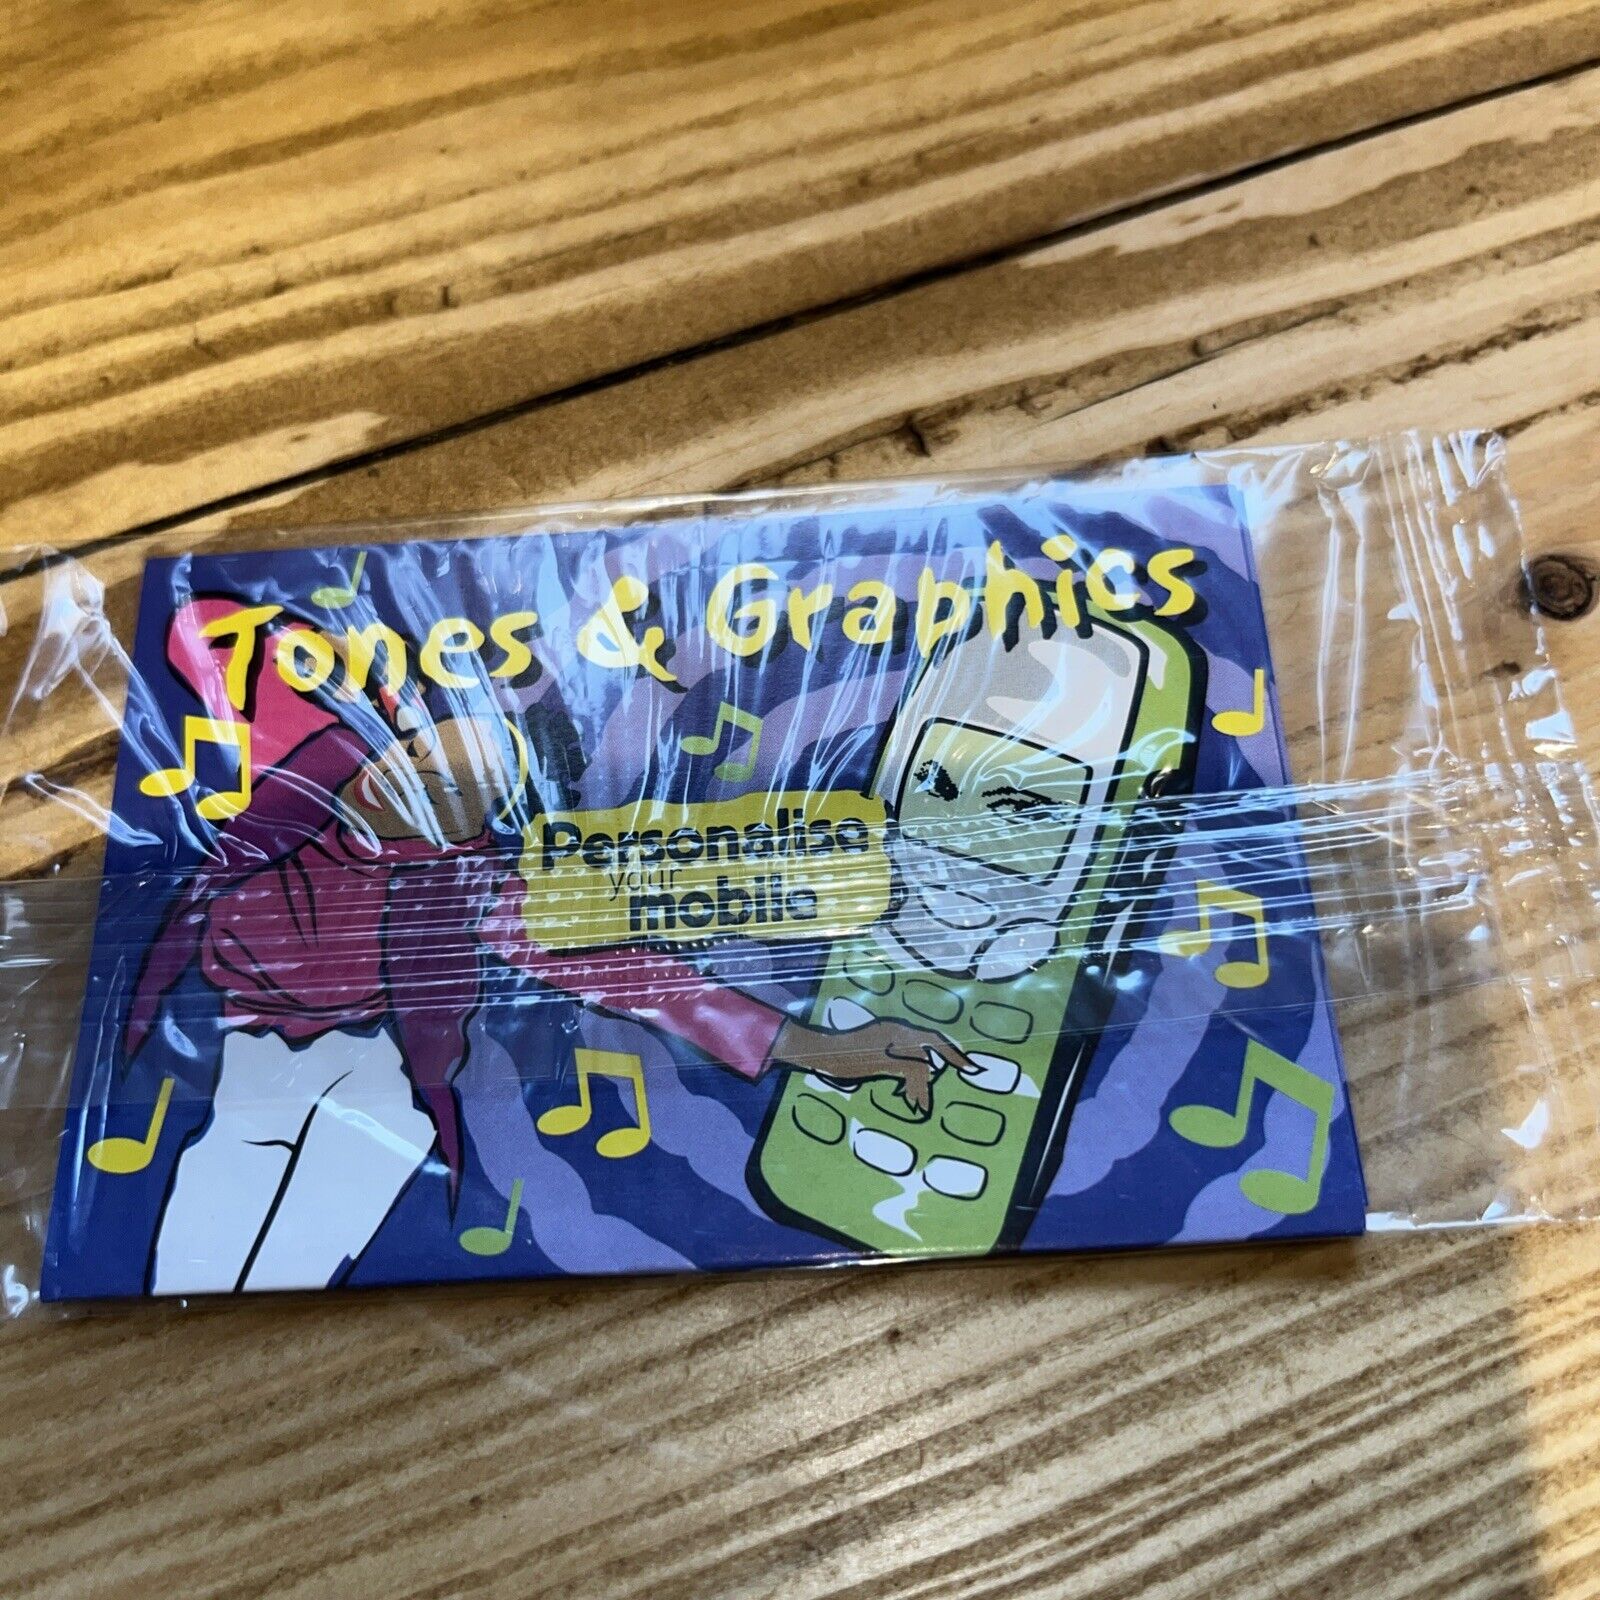 Tones & Graphics
Personalise
your
mobile